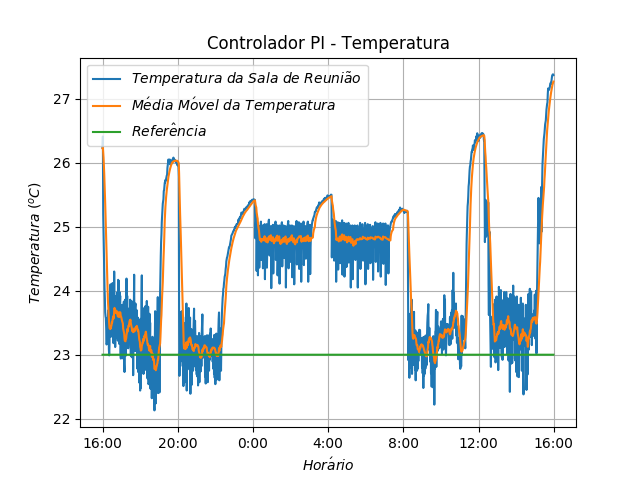 Controlador PI - Temperatura
Temperatura da Sala de Reunião
Média Móvel da Temperatura
Referência
27
26
25
24
23
22
Temperatura (ºC)
16:00 20:00 0:00 4:00 8:00 12:00 16:00
Horário